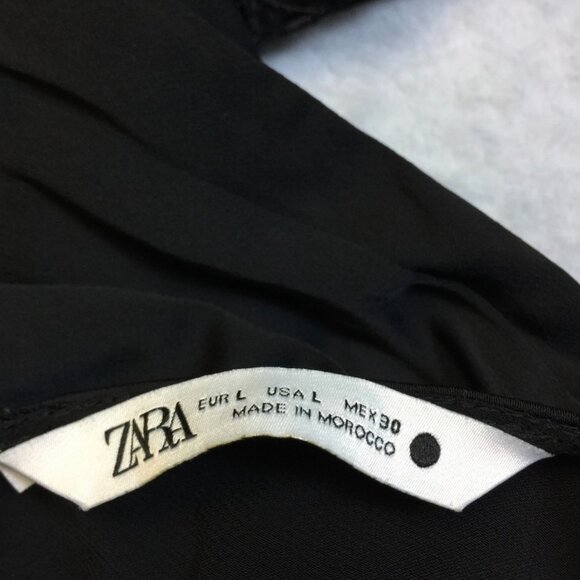 ZARA
EUR L USA L MEX 30
MADE IN MOROCCO